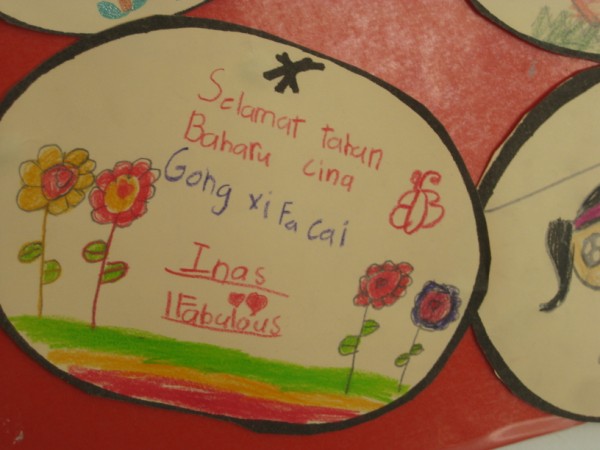 Selamat tahun
Baharu cina
Gong xi Fa cai
Inas
1Fabulous